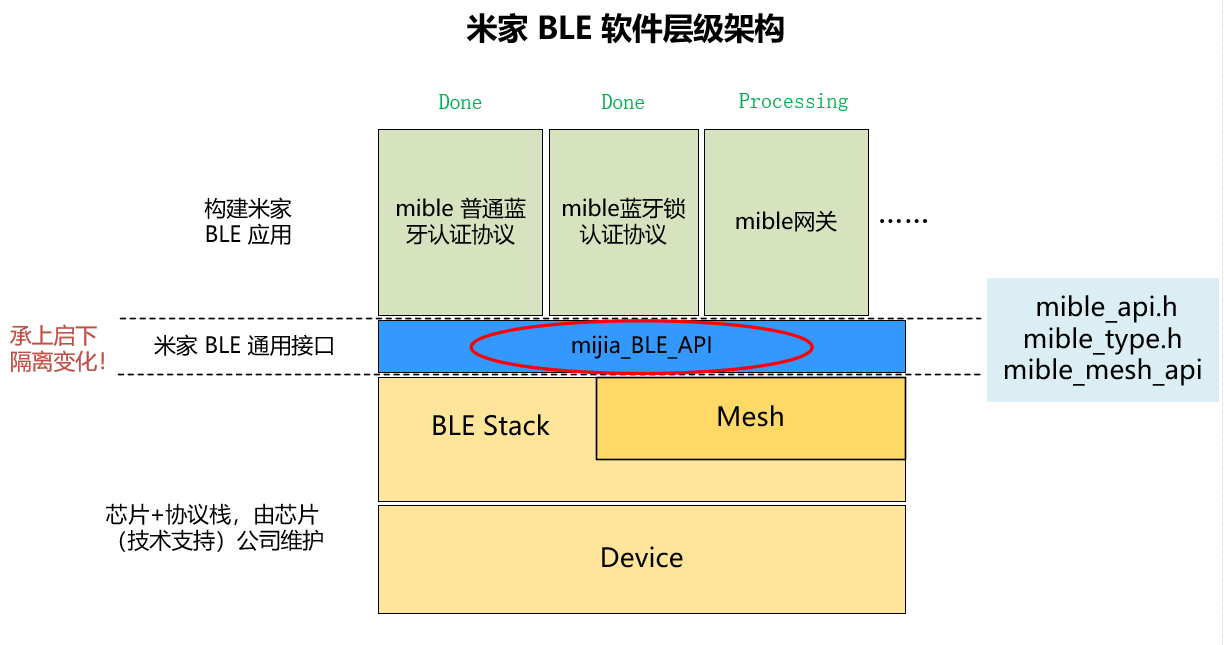 米家 BLE 软件层级架构
Done
Done
Processing
构建米家
BLE 应用
mible 普通蓝
牙认证协议
mible蓝牙锁
认证协议
mible网关
……
承上启下
隔离变化!
米家 BLE 通用接口
mijia_BLE_API
mible_api.h
mible_type.h
mible_mesh_api
BLE Stack
Mesh
芯片+协议栈，由芯片
（技术支持）公司维护
Device